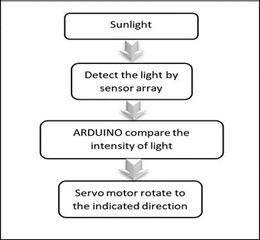 Sunlight
Detect the light by
sensor array
ARDUINO compare the
intensity of light
Servo motor rotate to
the indicated direction